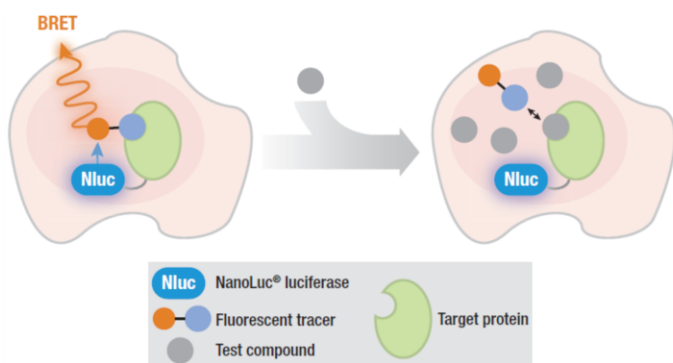 BRET
Nluc
Nluc
Nluc NanoLuc® luciferase
Fluorescent tracer
Target protein
Test compound